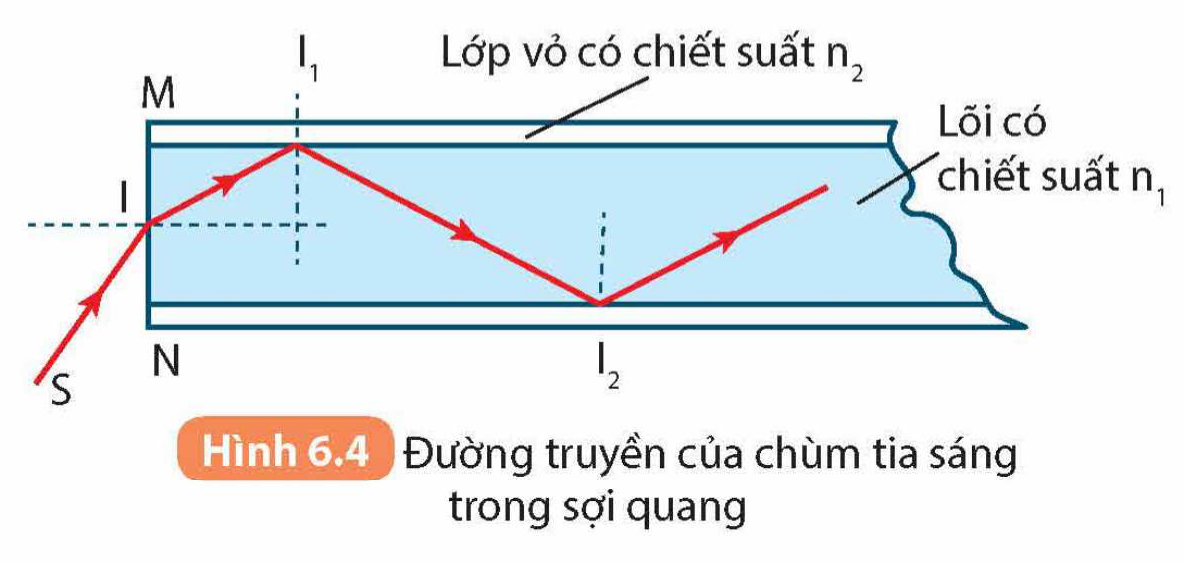 I₁
Lớp vỏ có chiết suất n₂
M
Lõi có
chiết suất n₁
I
N
I₂
S
Hình 6.4 Đường truyền của chùm tia sáng
trong sợi quang